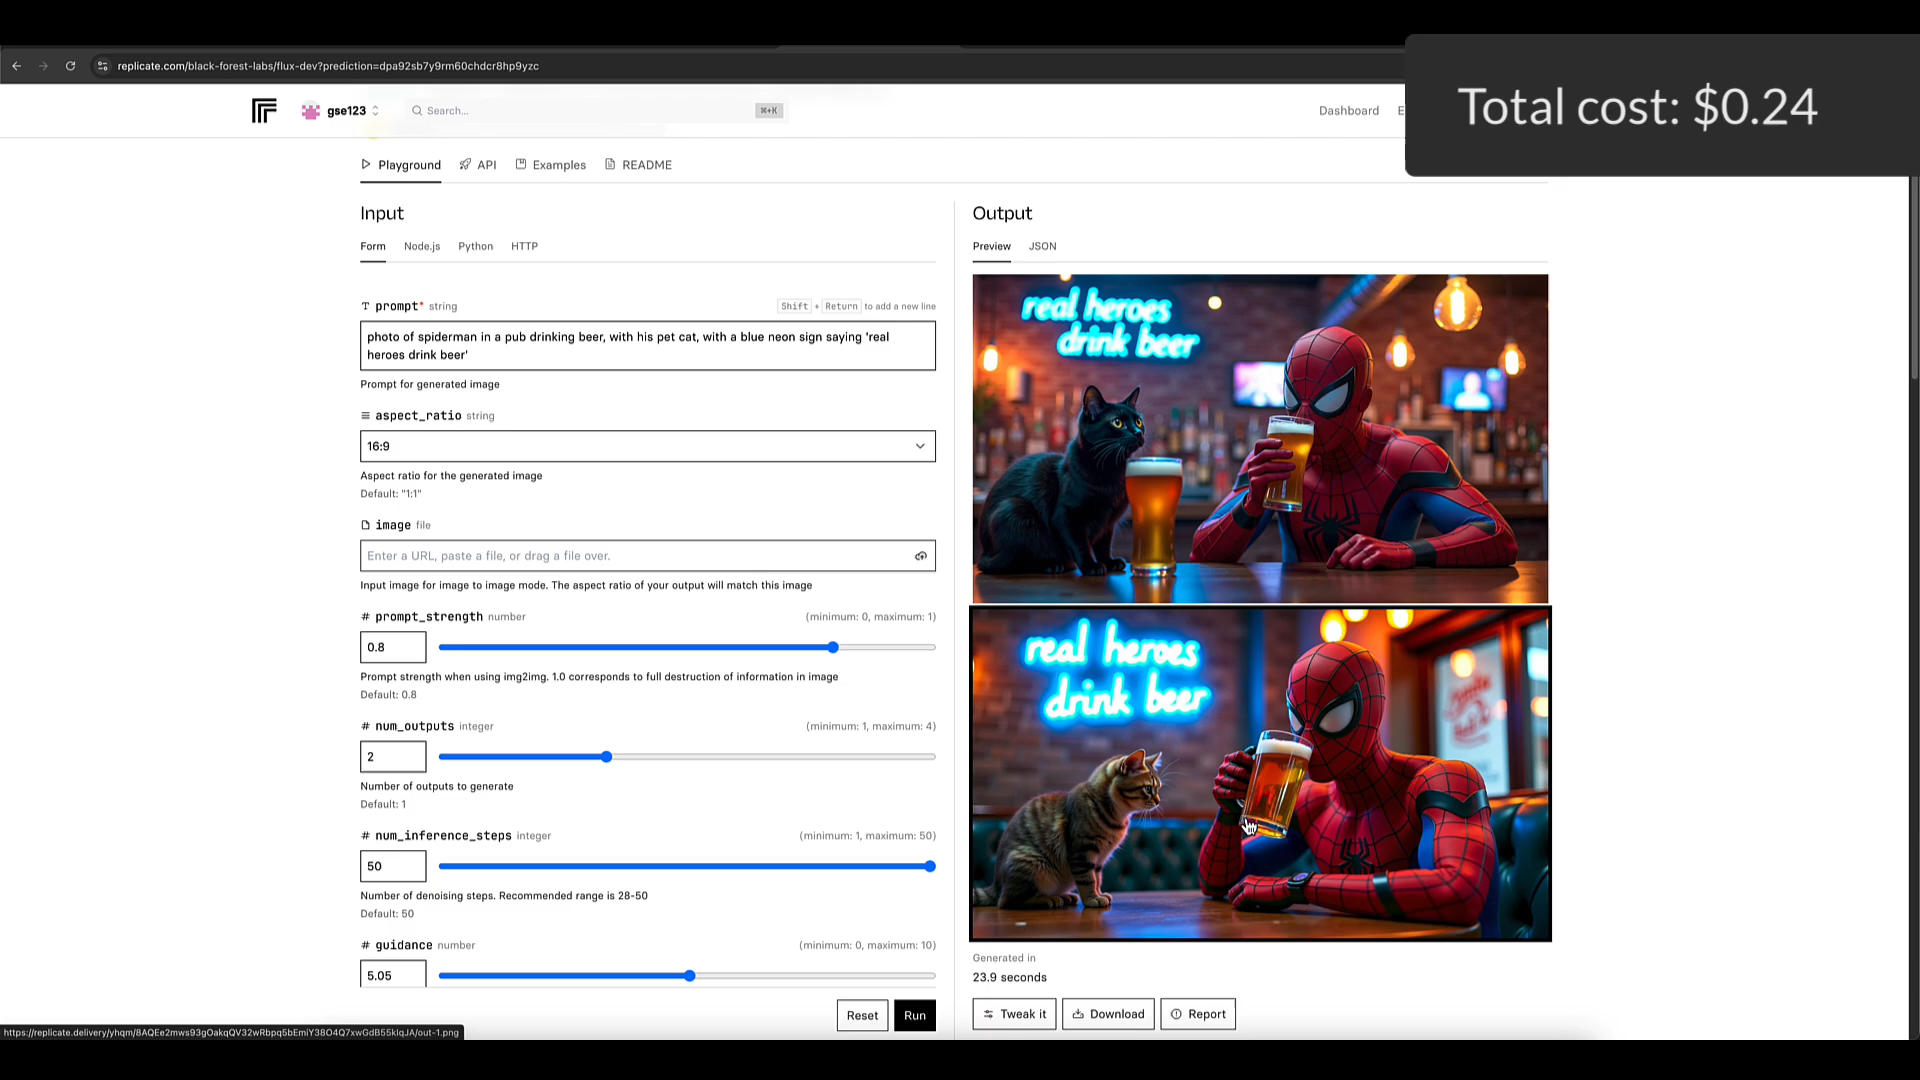 replicate.com/black-forest-labs/flux-dev?prediction=dpa92sb7y9rm60chdcr8hp9yzc
Total cost: $0.24
gse123
Search...
⌘+K
Dashboard
E
Playground
API
Examples
README
Input
Form
Node.js
Python
HTTP
prompt* string
Shift + Return to add a new line
photo of spiderman in a pub drinking beer, with his pet cat, with a blue neon sign saying 'real
heroes drink beer'
Prompt for generated image
aspect_ratio string
16:9
Aspect ratio for the generated image
Default: "1:1"
image file
Enter a URL, paste a file, or drag a file over.
Input image for image to image mode. The aspect ratio of your output will match this image
# prompt_strength number
(minimum: 0, maximum: 1)
0.8
Prompt strength when using img2img. 1.0 corresponds to full destruction of information in image
Default: 0.8
# num_outputs integer
(minimum: 1, maximum: 4)
2
Number of outputs to generate
Default: 1
# num_inference_steps integer
(minimum: 1, maximum: 50)
50
Number of denoising steps. Recommended range is 28-50
Default: 50
# guidance number
(minimum: 0, maximum: 10)
5.05
Reset
Run
Output
Preview
JSON
real heroes
drink beer
real heroes
drink beer
Generated in
23.9 seconds
Tweak it
Download
Report